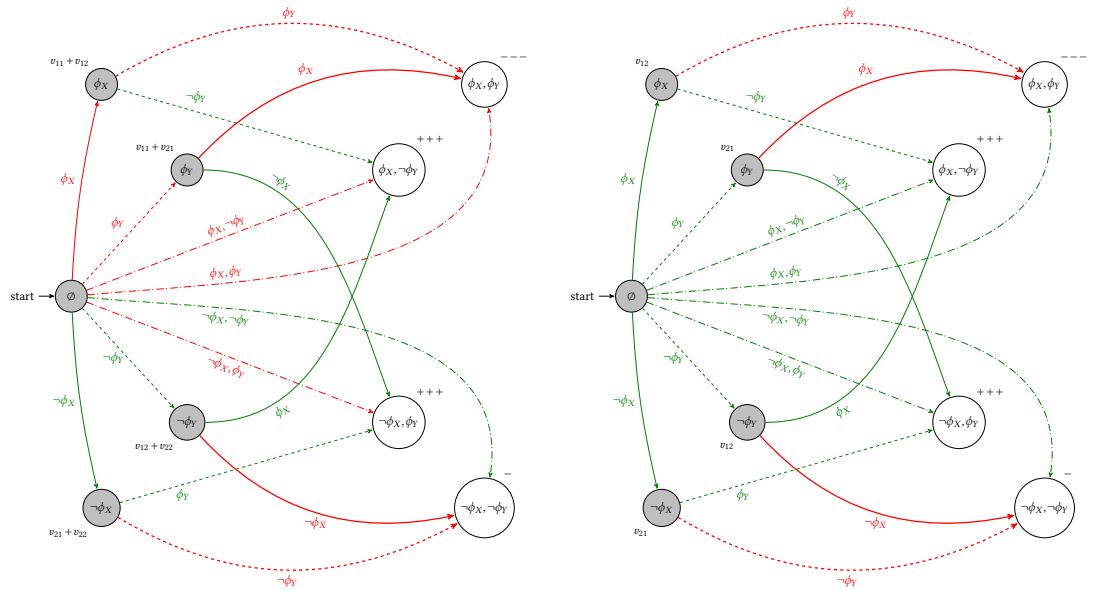 ϕY ϕY
− − − − − −
v11 + v12 ϕX v12 ϕX
ϕX ϕX, ϕY ϕX ϕX, ϕY
¬ϕY ¬ϕY
+++ +++
v11 + v21 v21
ϕY ϕX, ¬ϕY ϕY ϕX, ¬ϕY
ϕX ¬ϕX ϕX ¬ϕX
ϕY ϕX, ¬ϕY ϕY ϕX, ¬ϕY
ϕX, ϕY ϕX, ϕY
start ∅ start ∅
¬ϕX, ¬ϕY ¬ϕX, ¬ϕY
¬ϕY ¬ϕX, ϕY ¬ϕY ¬ϕX, ϕY
+++ +++
¬ϕX ϕX ¬ϕX ϕX
¬ϕY ¬ϕX, ϕY ¬ϕY ¬ϕX, ϕY
v12 + v22 v12
− −
ϕY ϕY
¬ϕX ¬ϕX, ¬ϕY ¬ϕX ¬ϕX, ¬ϕY
¬ϕX ¬ϕX
v21 + v22 v21
¬ϕY ¬ϕY